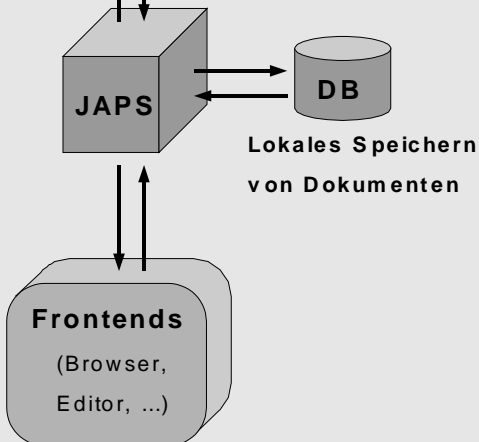 JAPS
DB
Lokales Speichern
von Dokumenten
Frontends
(Browser,
Editor, ...)